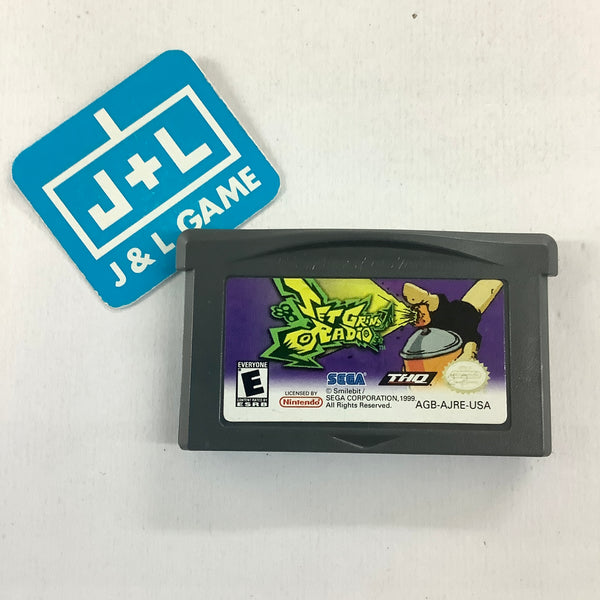 J+L
J & L GAME
JET GRIND
RADIO
TM
EVERYONE
E
CONTENT RATED BY
ESRB
LICENSED BY
Nintendo
SEGA
THQ
© Smilebit /
SEGA CORPORATION, 1999
All Rights Reserved.
AGB-AJRE-USA